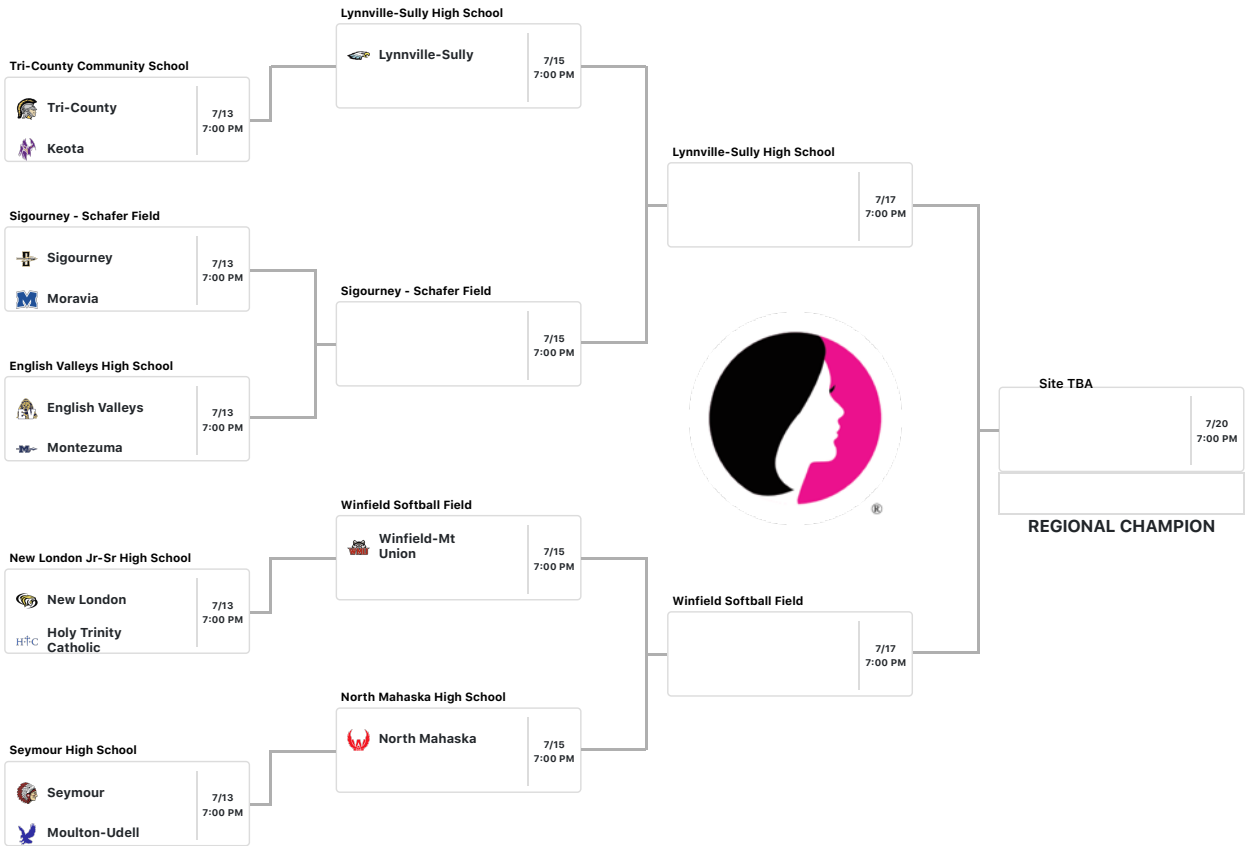 Tri-County Community School
Tri-County
Keota
7/13
7:00 PM
Sigourney - Schafer Field
Sigourney
Moravia
7/13
7:00 PM
English Valleys High School
English Valleys
Montezuma
7/13
7:00 PM
New London Jr-Sr High School
New London
Holy Trinity
Catholic
7/13
7:00 PM
Seymour High School
Seymour
Moulton-Udell
7/13
7:00 PM
Lynnville-Sully High School
Lynnville-Sully
7/15
7:00 PM
Sigourney - Schafer Field
7/15
7:00 PM
Winfield Softball Field
Winfield-Mt
Union
7/15
7:00 PM
North Mahaska High School
North Mahaska
7/15
7:00 PM
Lynnville-Sully High School
7/17
7:00 PM
®
Winfield Softball Field
7/17
7:00 PM
Site TBA
7/20
7:00 PM
REGIONAL CHAMPION